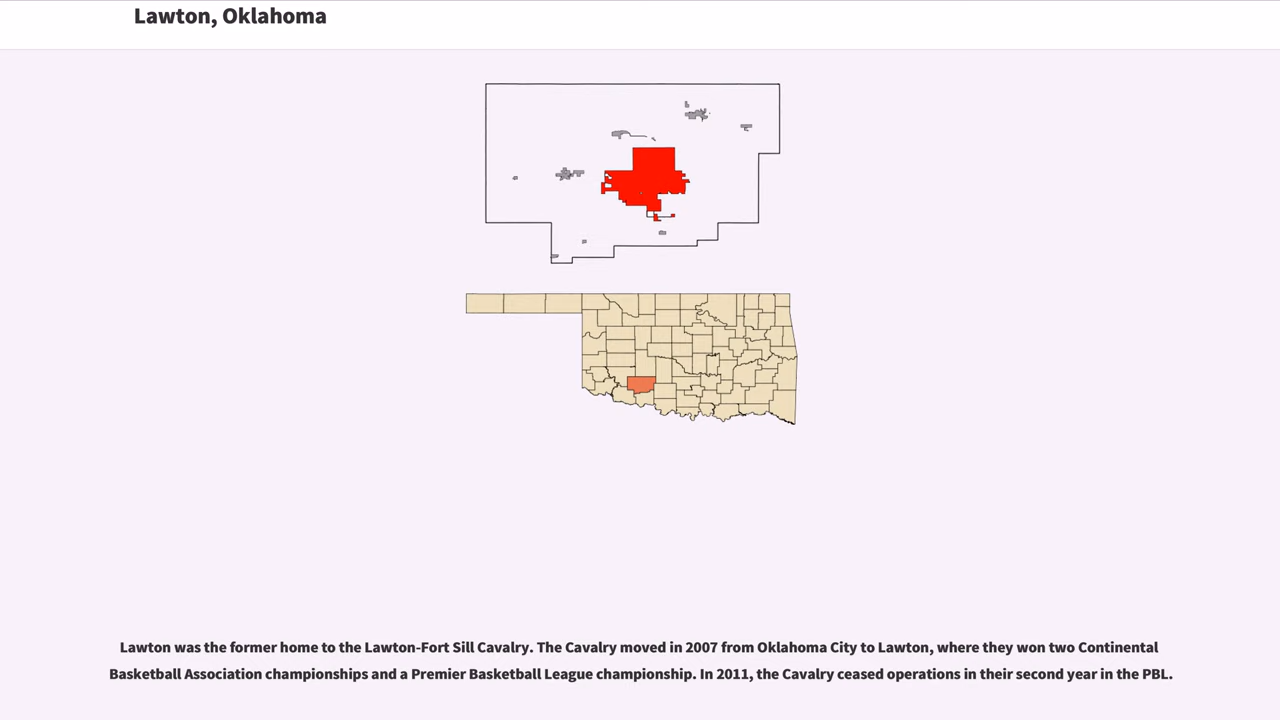 Lawton, Oklahoma
Lawton was the former home to the Lawton-Fort Sill Cavalry. The Cavalry moved in 2007 from Oklahoma City to Lawton, where they won two Continental
Basketball Association championships and a Premier Basketball League championship. In 2011, the Cavalry ceased operations in their second year in the PBL.